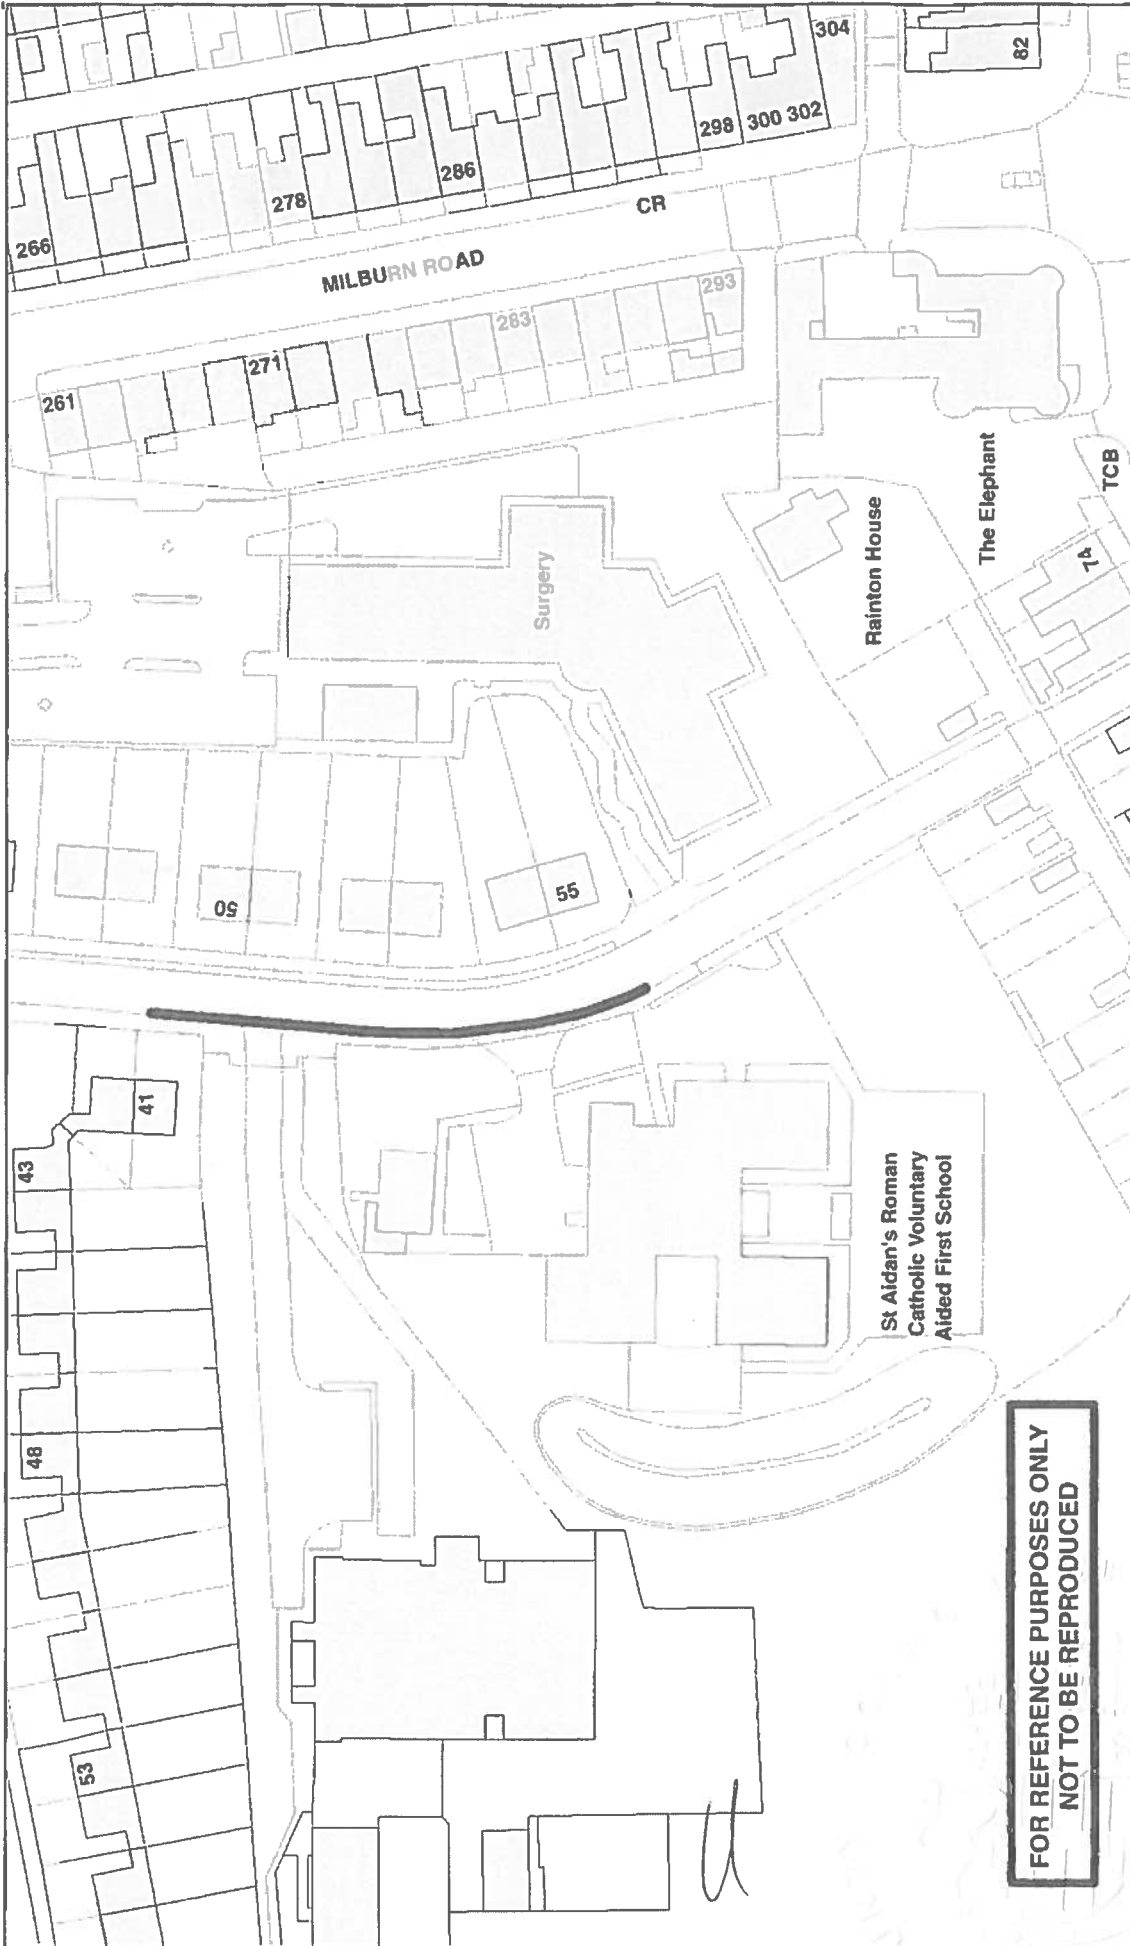 304
82
298
300 302
286
278
266
CR
MILBURN ROAD
293
283
271
261
The Elephant
TCB
74
Rainton House
Surgery
50
55
41
43
48
53
St Aidan's Roman
Catholic Voluntary
Aided First School
FOR REFERENCE PURPOSES ONLY
NOT TO BE REPRODUCED